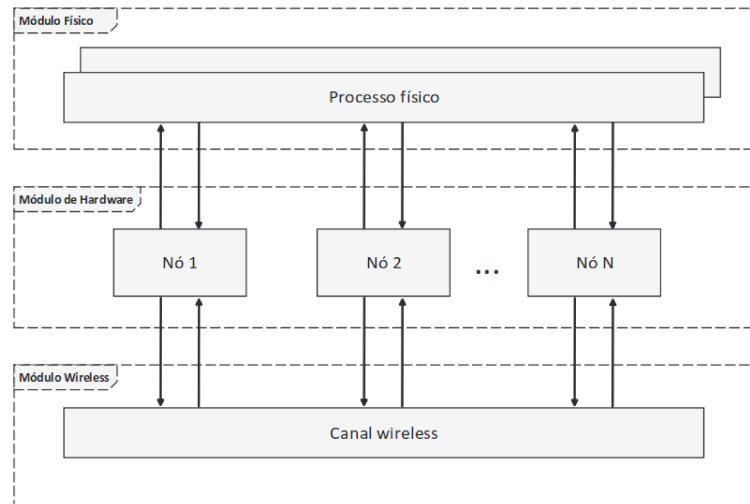 Módulo Físico
Processo físico
Módulo de Hardware
Nó 1
Nó 2
...
Nó N
Módulo Wireless
Canal wireless